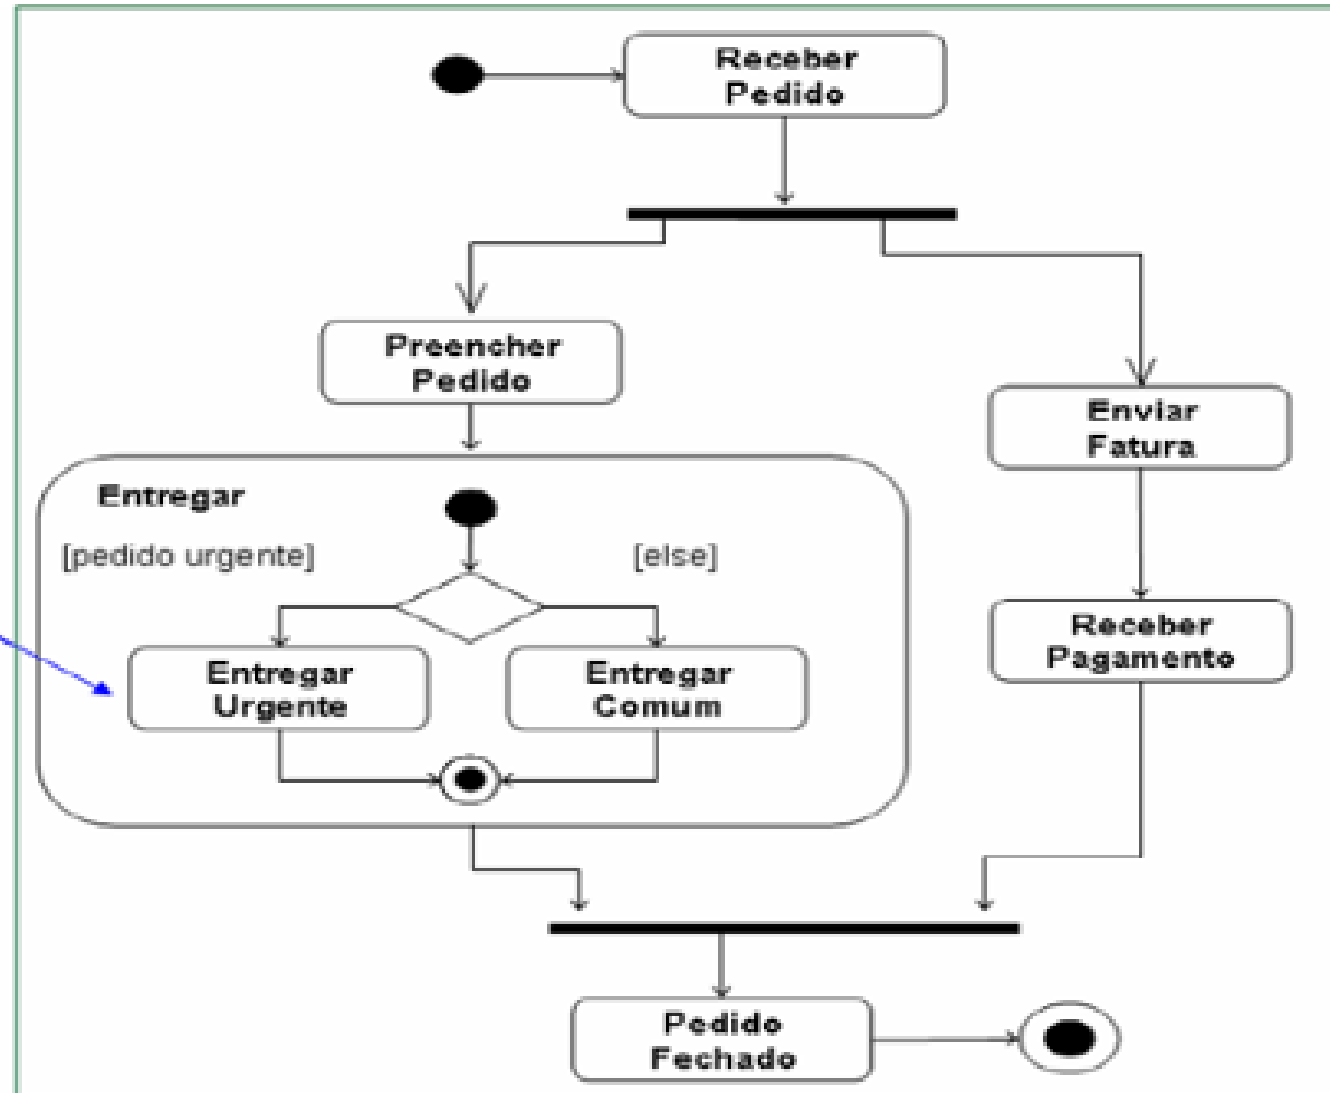 Receber
Pedido
Preencher
Pedido
Enviar
Fatura
Entregar
[pedido urgente]
[else]
Entregar
Urgente
Entregar
Comum
Receber
Pagamento
Pedido
Fechado